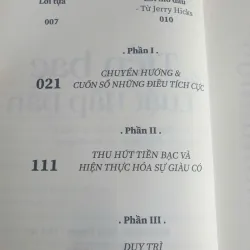 Lời tựa
007
- Từ Jerry Hicks
010
. Phần I .
021
CHUYỂN HƯỚNG &
CUỐN SỔ NHỮNG ĐIỀU TÍCH CỰC
. Phần II .
111
THU HÚT TIỀN BẠC VÀ
HIỆN THỰC HÓA SỰ GIÀU CÓ
. Phần III .
DUY TRÌ